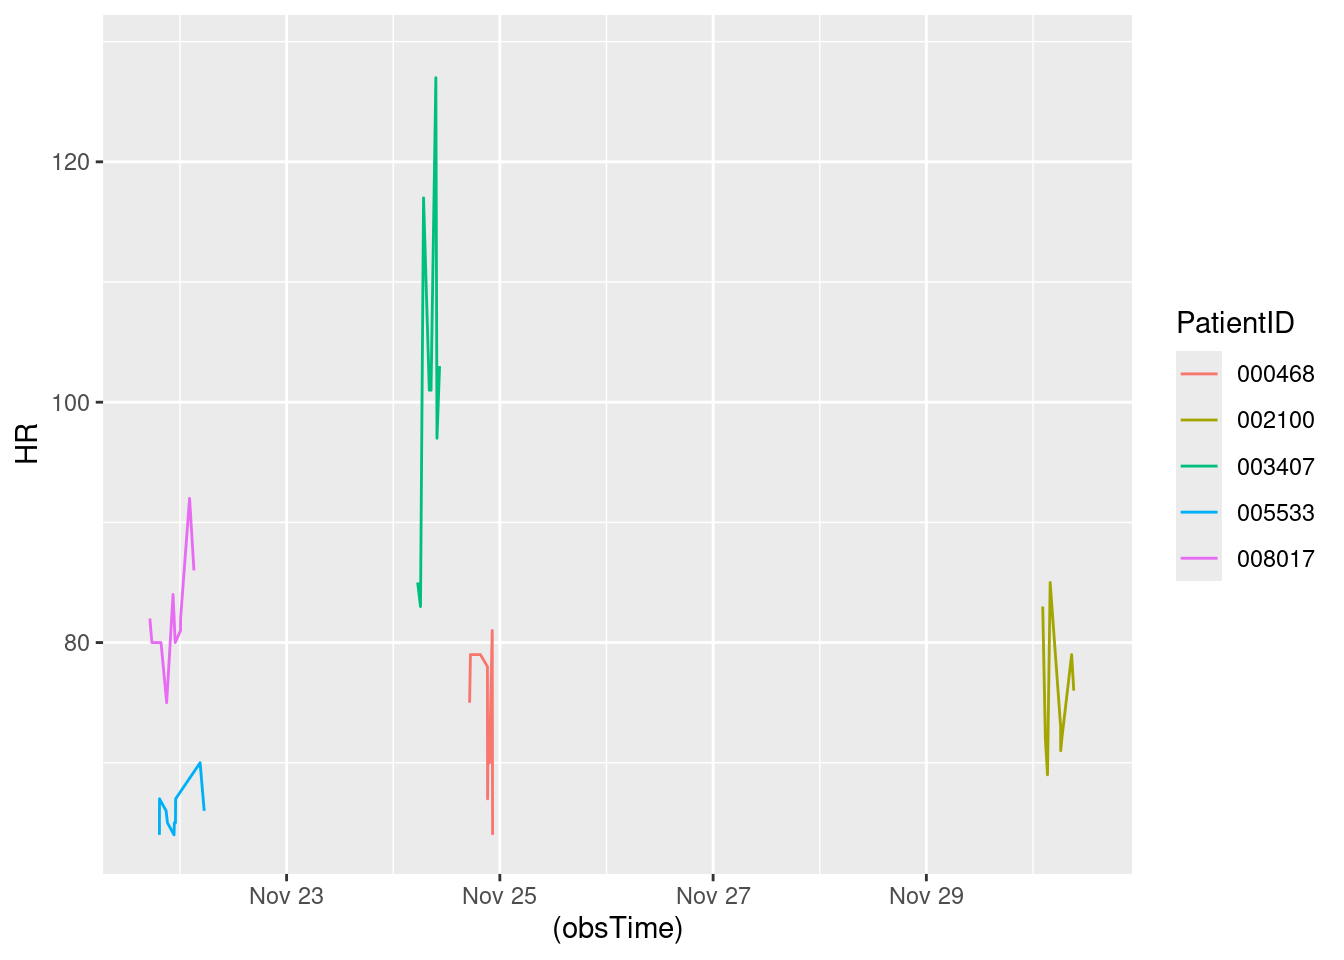 120
100
80
HR
Nov 23
Nov 25
Nov 27
Nov 29
(obsTime)
PatientID
000468
002100
003407
005533
008017